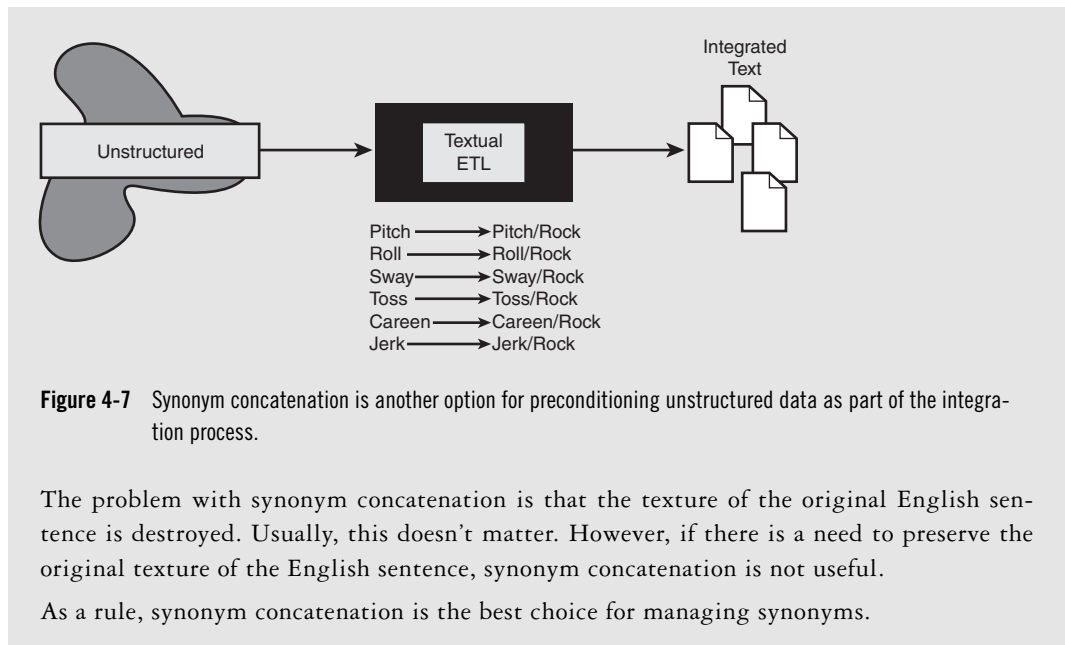 Integrated
Text
Unstructured
Textual
ETL
Pitch Pitch/Rock
Roll Roll/Rock
Sway Sway/Rock
Toss Toss/Rock
Careen Careen/Rock
Jerk Jerk/Rock
Figure 4-7 Synonym concatenation is another option for preconditioning unstructured data as part of the integra-
tion process.
The problem with synonym concatenation is that the texture of the original English sen-
tence is destroyed. Usually, this doesn't matter. However, if there is a need to preserve the
original texture of the English sentence, synonym concatenation is not useful.
As a rule, synonym concatenation is the best choice for managing synonyms.